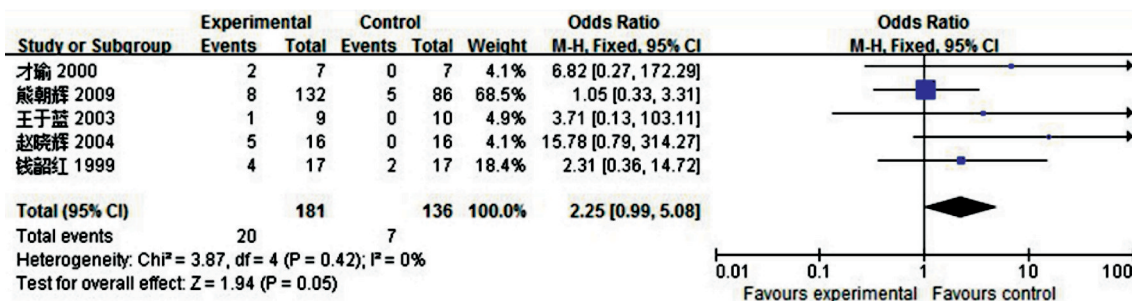 Experimental Control Odds Ratio Odds Ratio
Study or Subgroup Events Total Events Total Weight M-H, Fixed, 95% CI M-H, Fixed, 95% CI
才瑜 2000 2 7 0 7 4.1% 6.82 [0.27, 172.29]
熊朝辉 2009 8 132 5 86 68.5% 1.05 [0.33, 3.31]
王于蓝 2003 1 9 0 10 4.9% 3.71 [0.13, 103.11]
赵晓辉 2004 5 16 0 16 4.1% 15.78 [0.79, 314.27]
钱韶红 1999 4 17 2 17 18.4% 2.31 [0.36, 14.72]
Total (95% CI) 181 136 100.0% 2.25 [0.99, 5.08]
Total events 20 7
Heterogeneity: Chi² = 3.87, df = 4 (P = 0.42); I² = 0%
Test for overall effect: Z = 1.94 (P = 0.05)
0.01 0.1 1 10 100
Favours experimental Favours control